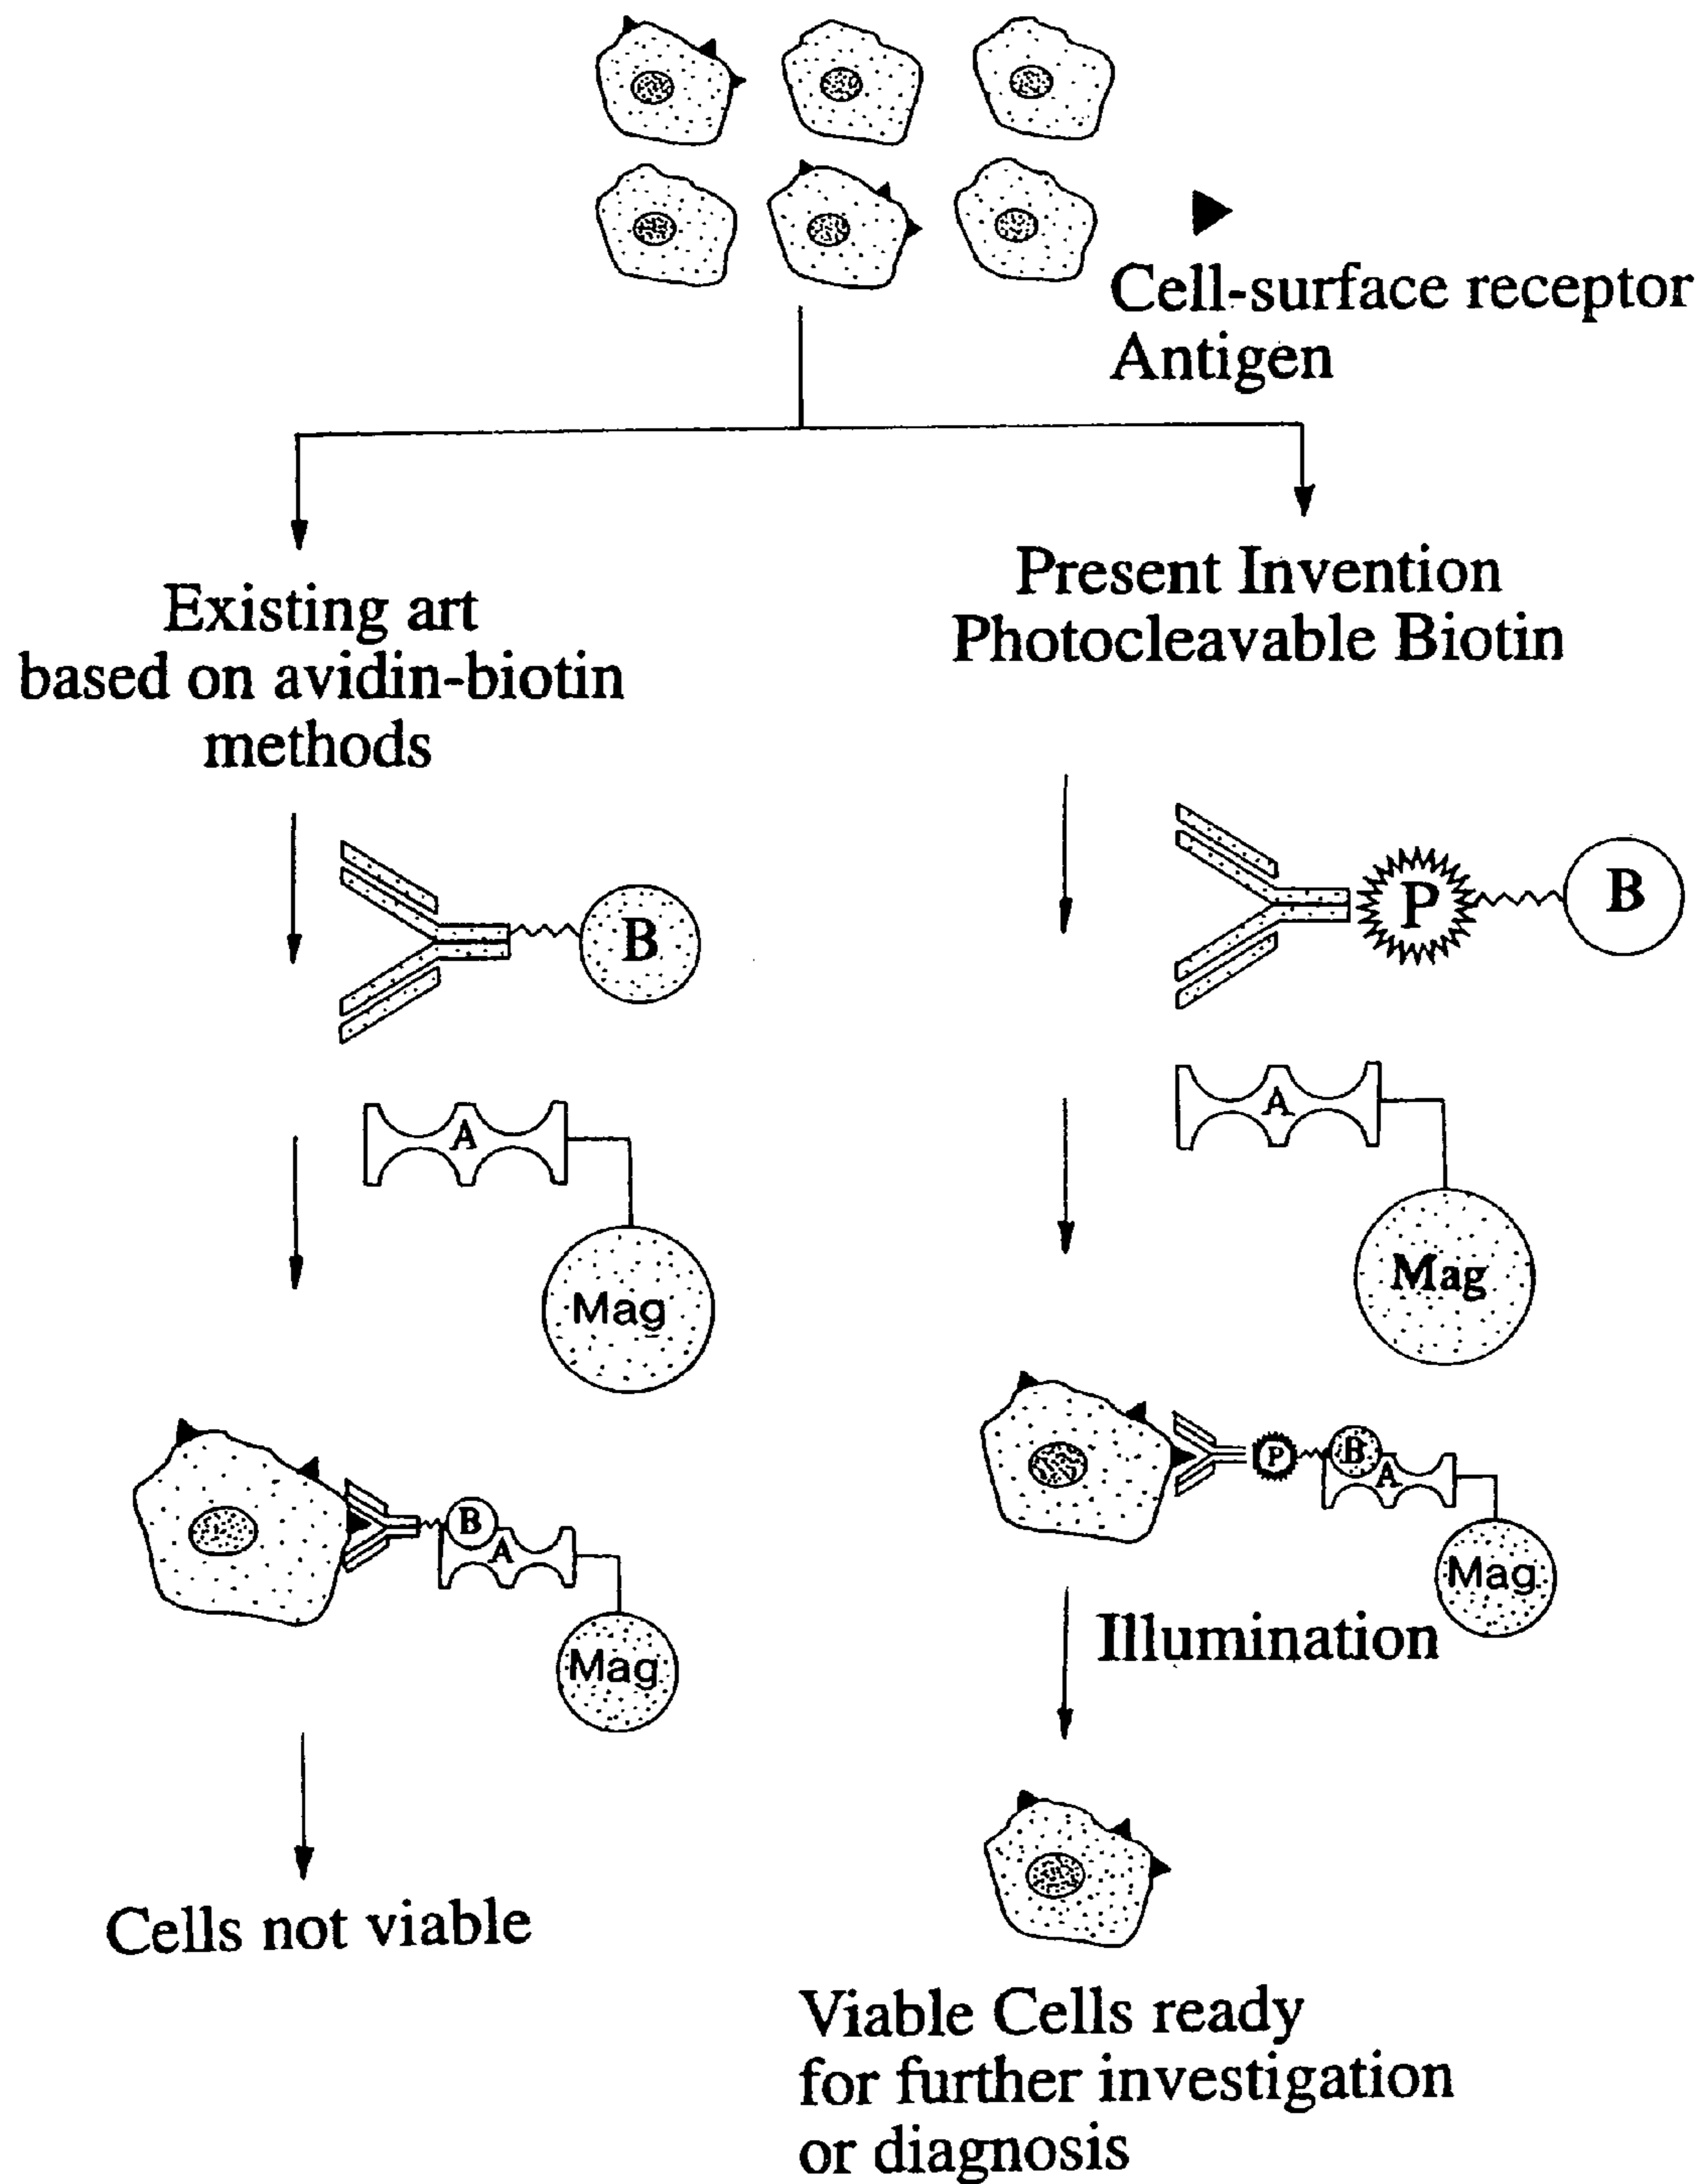 Cell-surface receptor
Antigen
Existing art
based on avidin-biotin
methods
Present Invention
Photocleavable Biotin
B
P
B
A
Mag
A
Mag
B
A
Mag
P
B
A
Mag
Illumination
Cells not viable
Viable Cells ready
for further investigation
or diagnosis